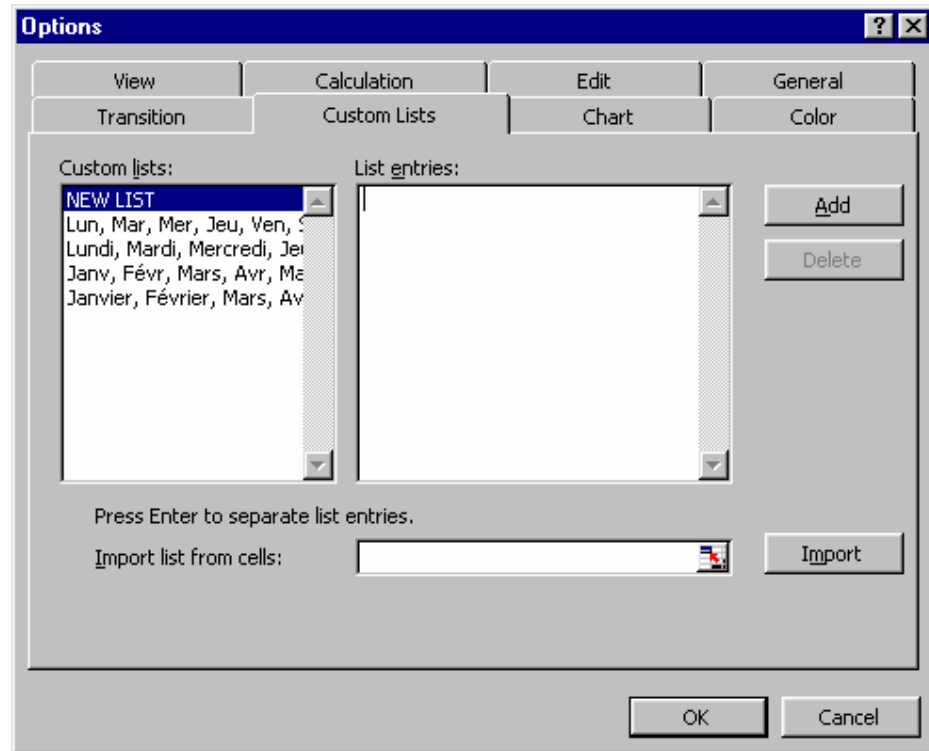 Options
View Calculation Edit General
Transition Custom Lists Chart Color
Custom lists: List entries:
NEW LIST
Lun, Mar, Mer, Jeu, Ven,
Lundi, Mardi, Mercredi,
Janv, Févr, Mars, Avr,
Janvier, Février, Mars,
Add
Delete
Press Enter to separate list entries.
Import list from cells: Import
OK Cancel